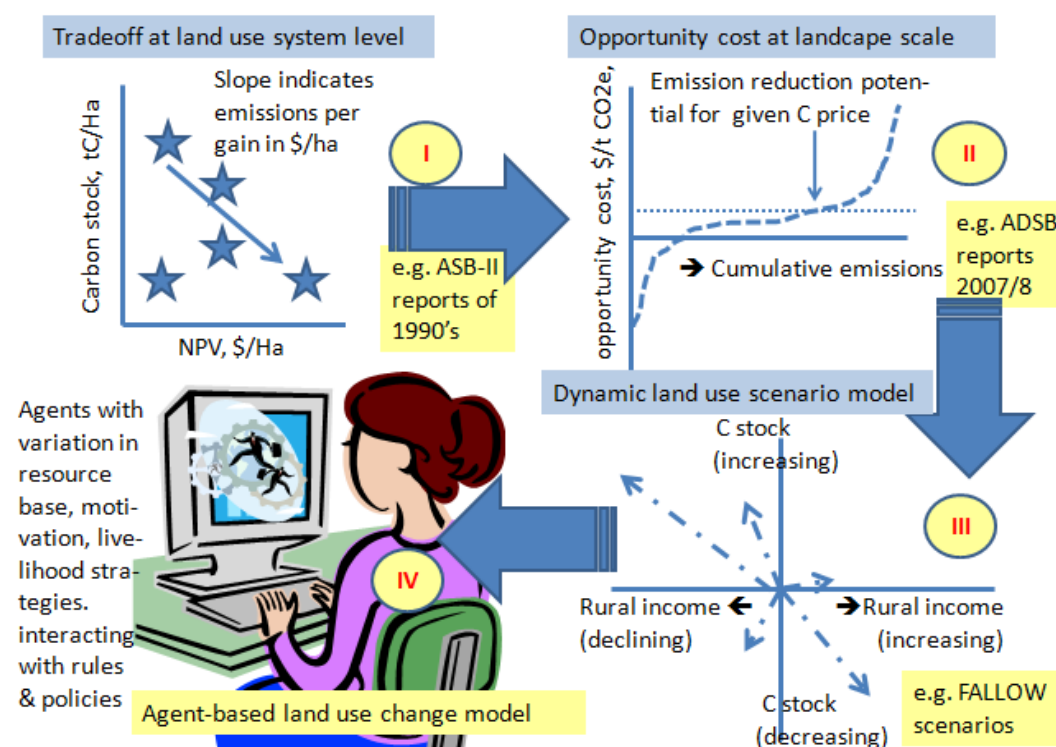 Tradeoff at land use system level
Slope indicates
emissions per
gain in $/ha
Carbon stock, tC/Ha
NPV, $/Ha
I
e.g. ASB-II
reports of
1990’s
Opportunity cost at landscape scale
Emission reduction poten-
tial for given C price
opportunity cost, $/t CO2e,
➔ Cumulative emissions
II
e.g. ADSB
reports
2007/8
Dynamic land use scenario model
C stock
(increasing)
III
Rural income ←
(declining)
➔ Rural income
(increasing)
C stock
(decreasing)
e.g. FALLOW
scenarios
Agents with
variation in
resource
base, moti-
vation, live-
lihood stra-
tegies.
interacting
with rules
& policies
IV
Agent-based land use change model